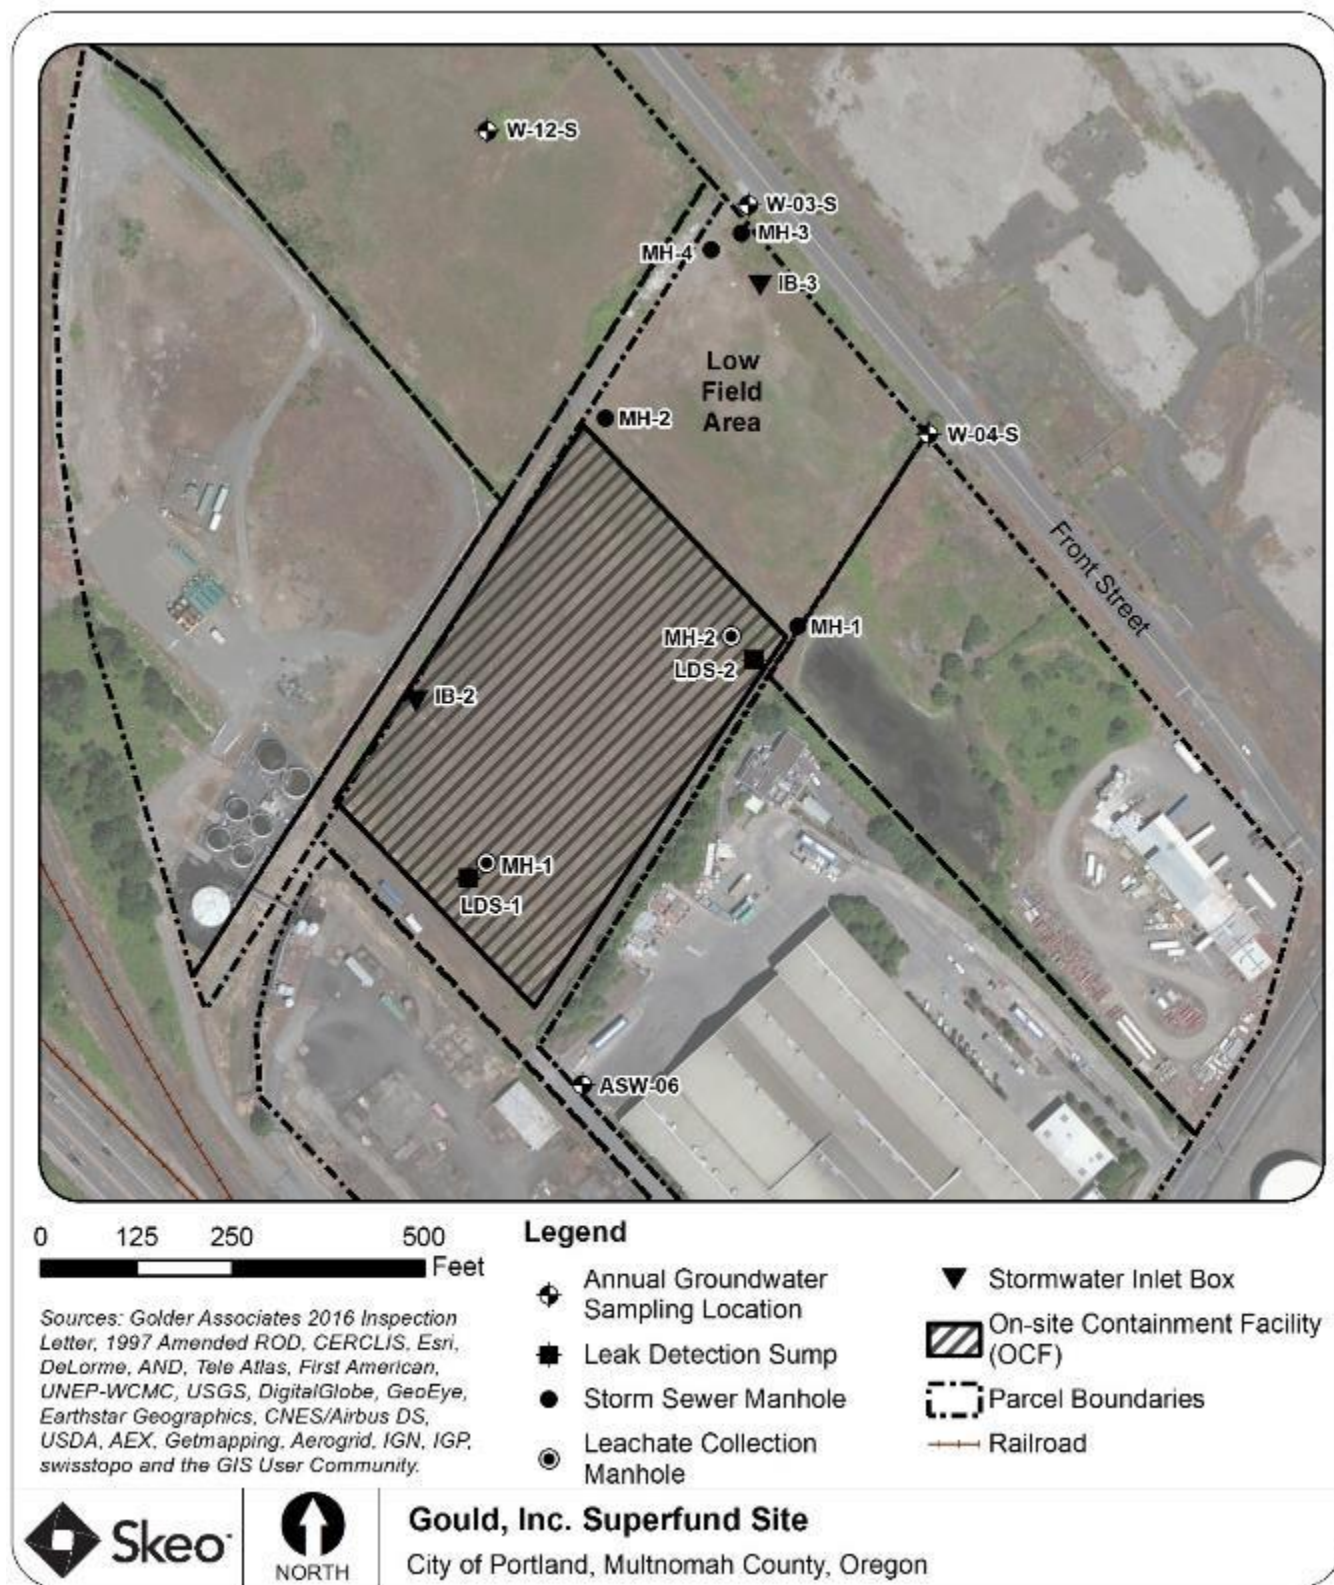 W-12-S
W-03-S
MH-3
MH-4
IB-3
Low
Field
Area
MH-2
W-04-S
Front Street
MH-1
MH-2
LDS-2
IB-2
MH-1
LDS-1
ASW-06
0 125 250 500
Feet
Sources: Golder Associates 2016 Inspection
Letter, 1997 Amended ROD, CERCLIS, Esri,
DeLorme, AND, Tele Atlas, First American,
UNEP-WCMC, USGS, DigitalGlobe, GeoEye,
Earthstar Geographics, CNES/Airbus DS,
USDA, AEX, Getmapping, Aerogrid, IGN, IGP,
swisstopo and the GIS User Community.
Legend
Annual Groundwater
Sampling Location
Leak Detection Sump
Storm Sewer Manhole
Leachate Collection
Manhole
Stormwater Inlet Box
On-site Containment Facility
(OCF)
Parcel Boundaries
Railroad
Skeo
NORTH
Gould, Inc. Superfund Site
City of Portland, Multnomah County, Oregon